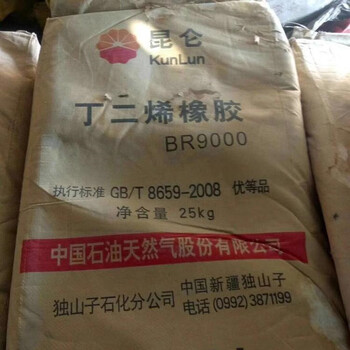 昆仑
KunLun
丁二烯橡胶
BR9000
执行标准 GB/T 8659-2008 优等品
净含量 25kg
中国石油天然气股份有限公司
独山子石化分公司 中国新疆独山子
电话 (0992) 3871199